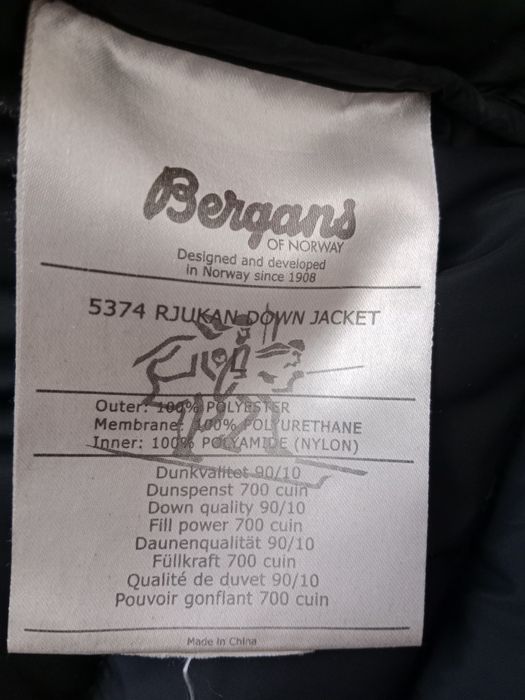 Bergans
OF NORWAY
Designed and developed
in Norway since 1908
5374 RJUKAN DOWN JACKET
Outer: 100% POLYESTER
Membrane: 100% POLYURETHANE
Inner: 100% POLYAMIDE (NYLON)
Dunkvalitet 90/10
Dunspenst 700 cuin
Down quality 90/10
Fill power 700 cuin
Daunenqualität 90/10
Füllkraft 700 cuin
Qualité de duvet 90/10
Pouvoir gonflant 700 cuin
Made in China